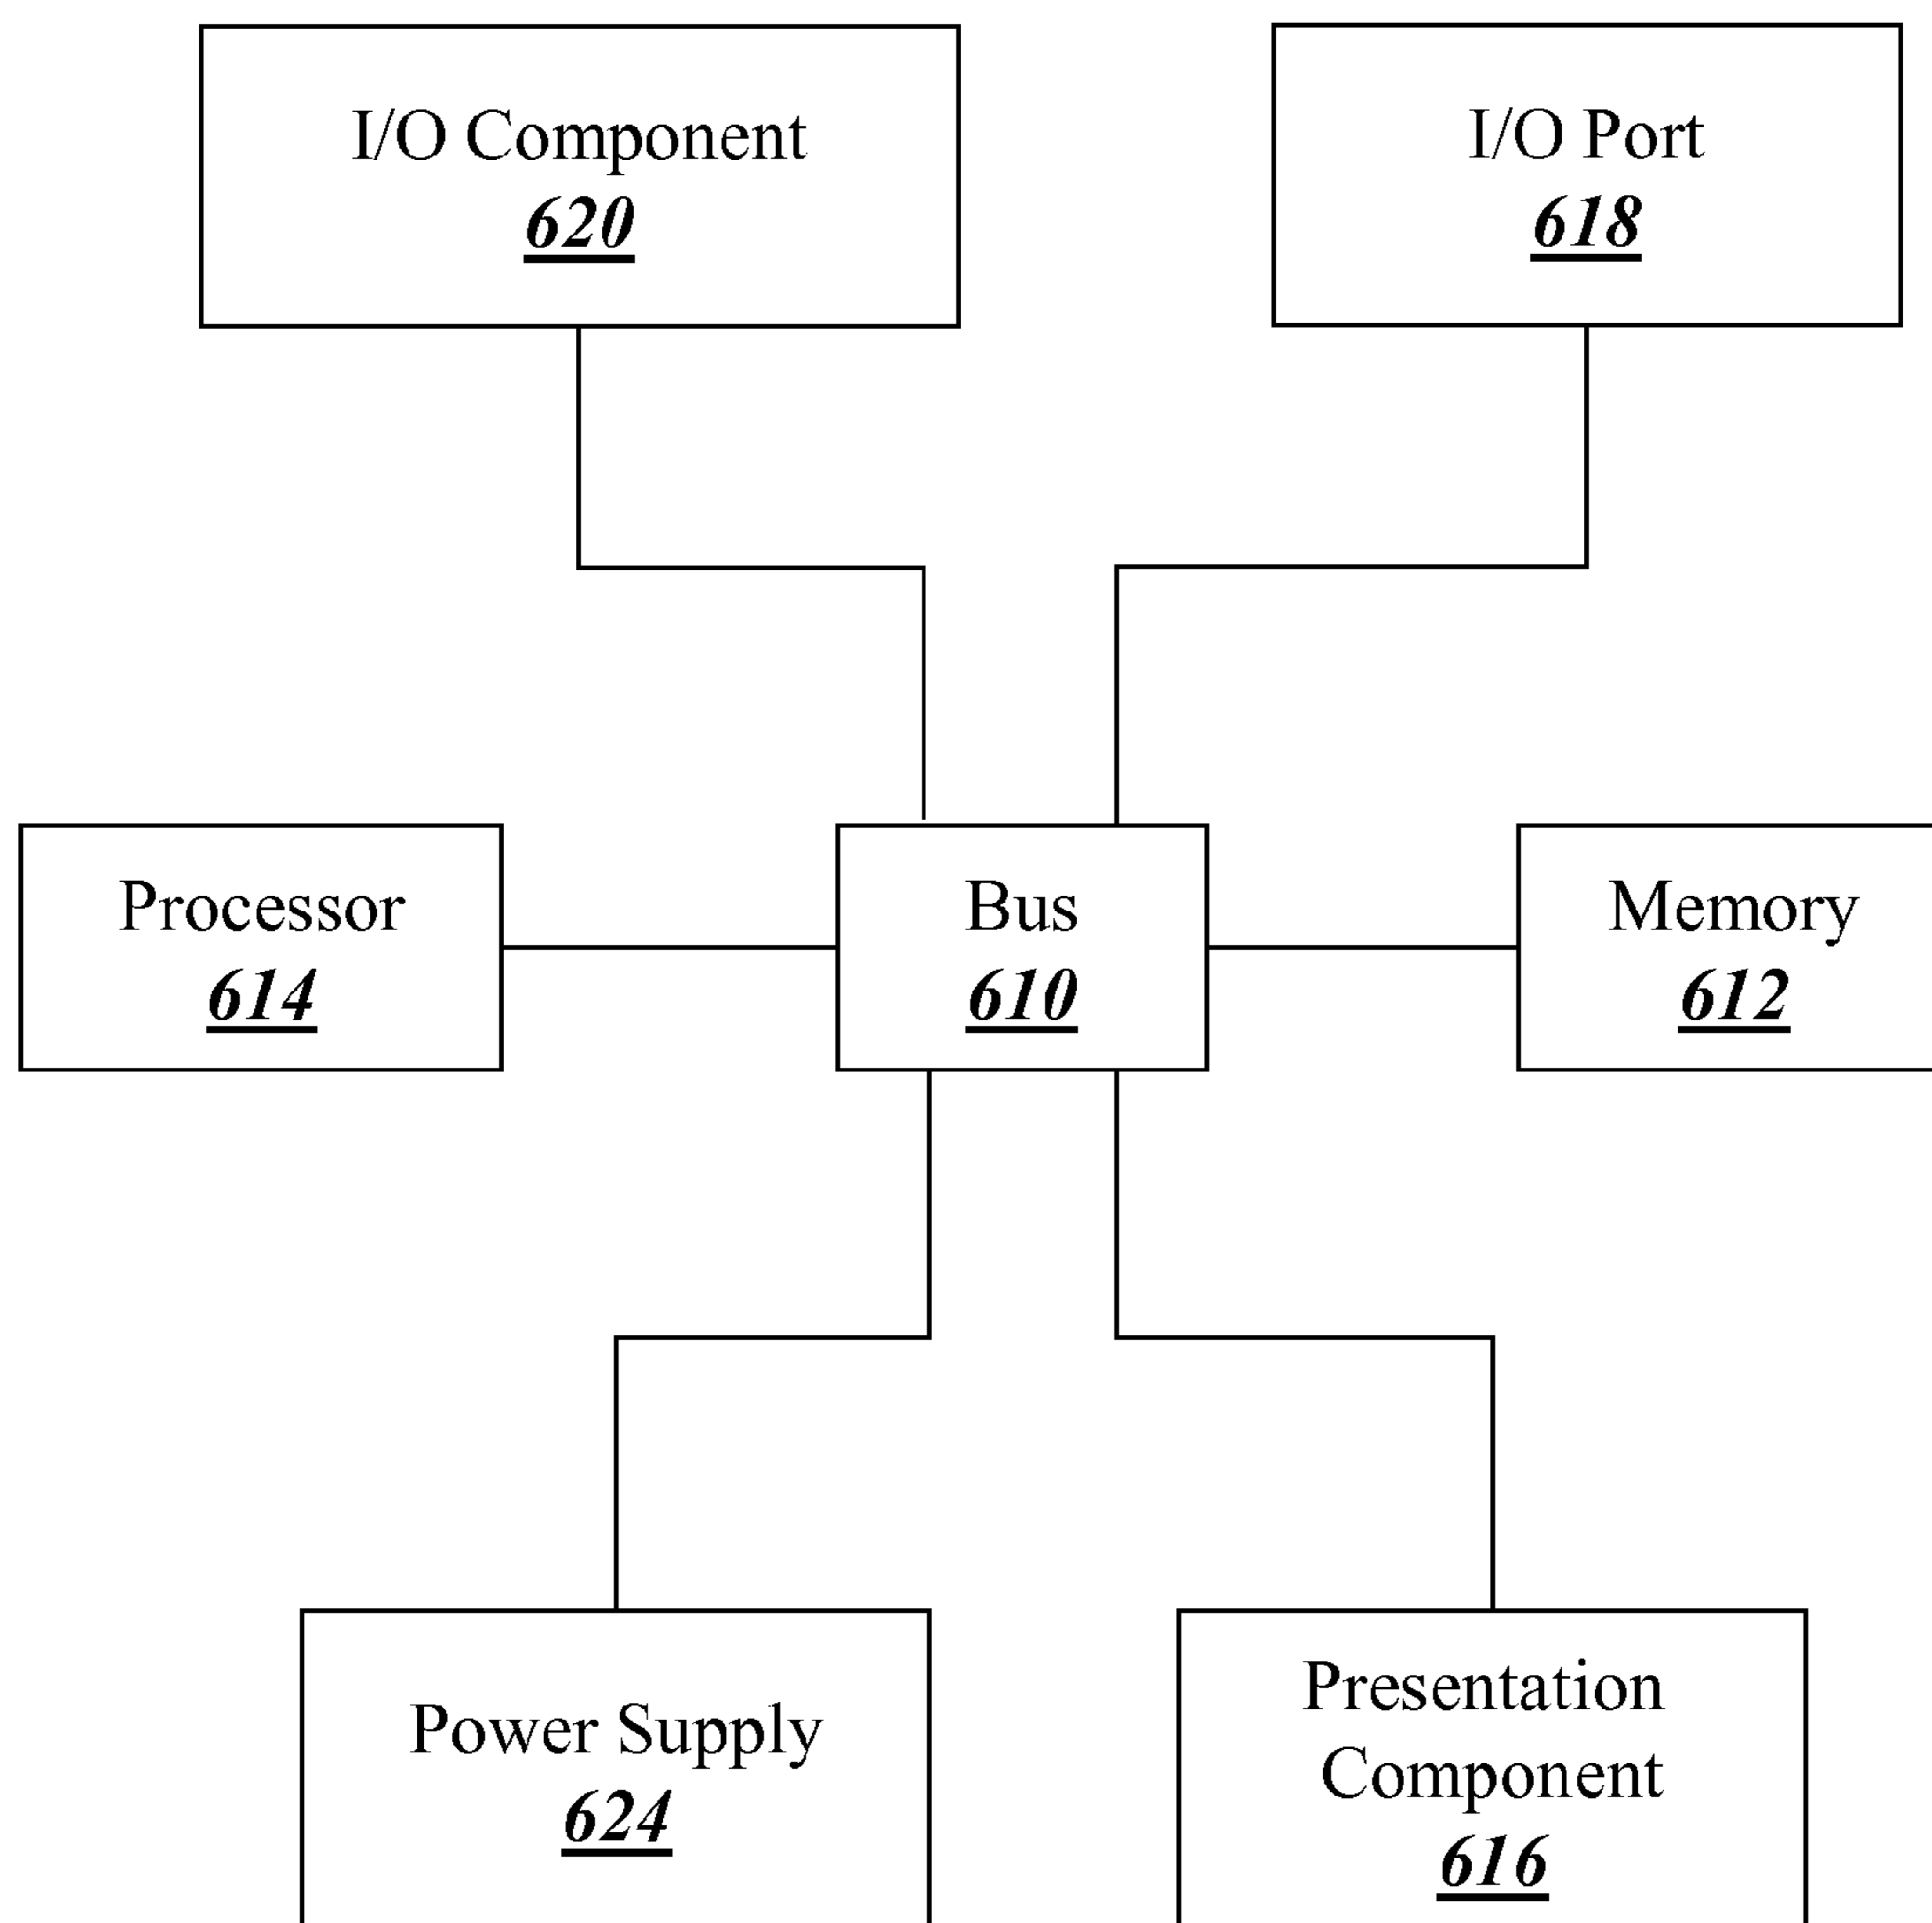 I/O Component
620
I/O Port
618
Processor
614
Bus
610
Memory
612
Power Supply
624
Presentation
Component
616